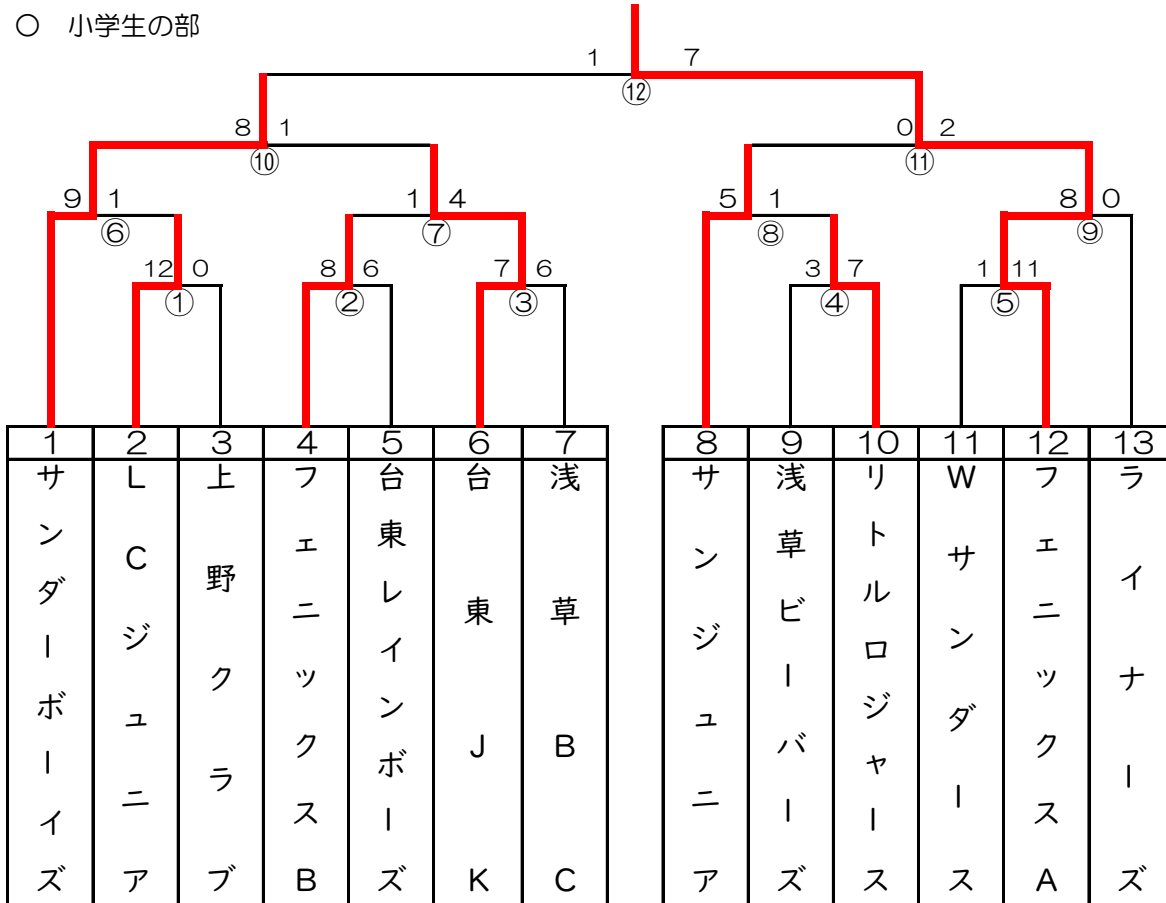 ○ 小学生の部
1 7
⑫
8 1
0 2
⑩
⑪
9 1
1 4
5 1
8 0
⑥
⑦
⑧
⑨
12 0
8 6
7 6
3 7
1 11
①
②
③
④
⑤
1 2 3 4 5 6 7 8 9 10 11 12 13
サンダーボーイズ
LCジュニア
上野クラブ
フェニックスB
台東レインボーズ
台東JK
浅草BC
サンジュニア
浅草ビーバーズ
リトルロジャース
Wサンダース
フェニックスA
ライナーズ